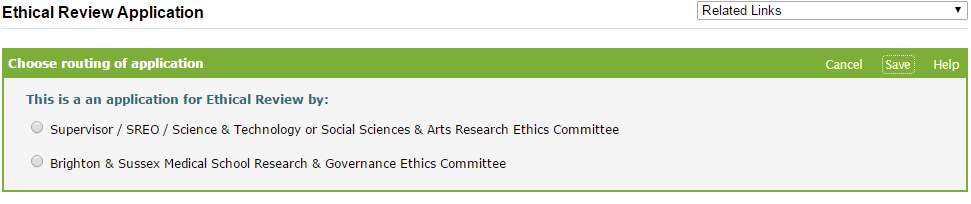 Ethical Review Application
Related Links
Choose routing of application
Cancel Save Help
This is a an application for Ethical Review by:
Supervisor / SREO / Science & Technology or Social Sciences & Arts Research Ethics Committee
Brighton & Sussex Medical School Research & Governance Ethics Committee